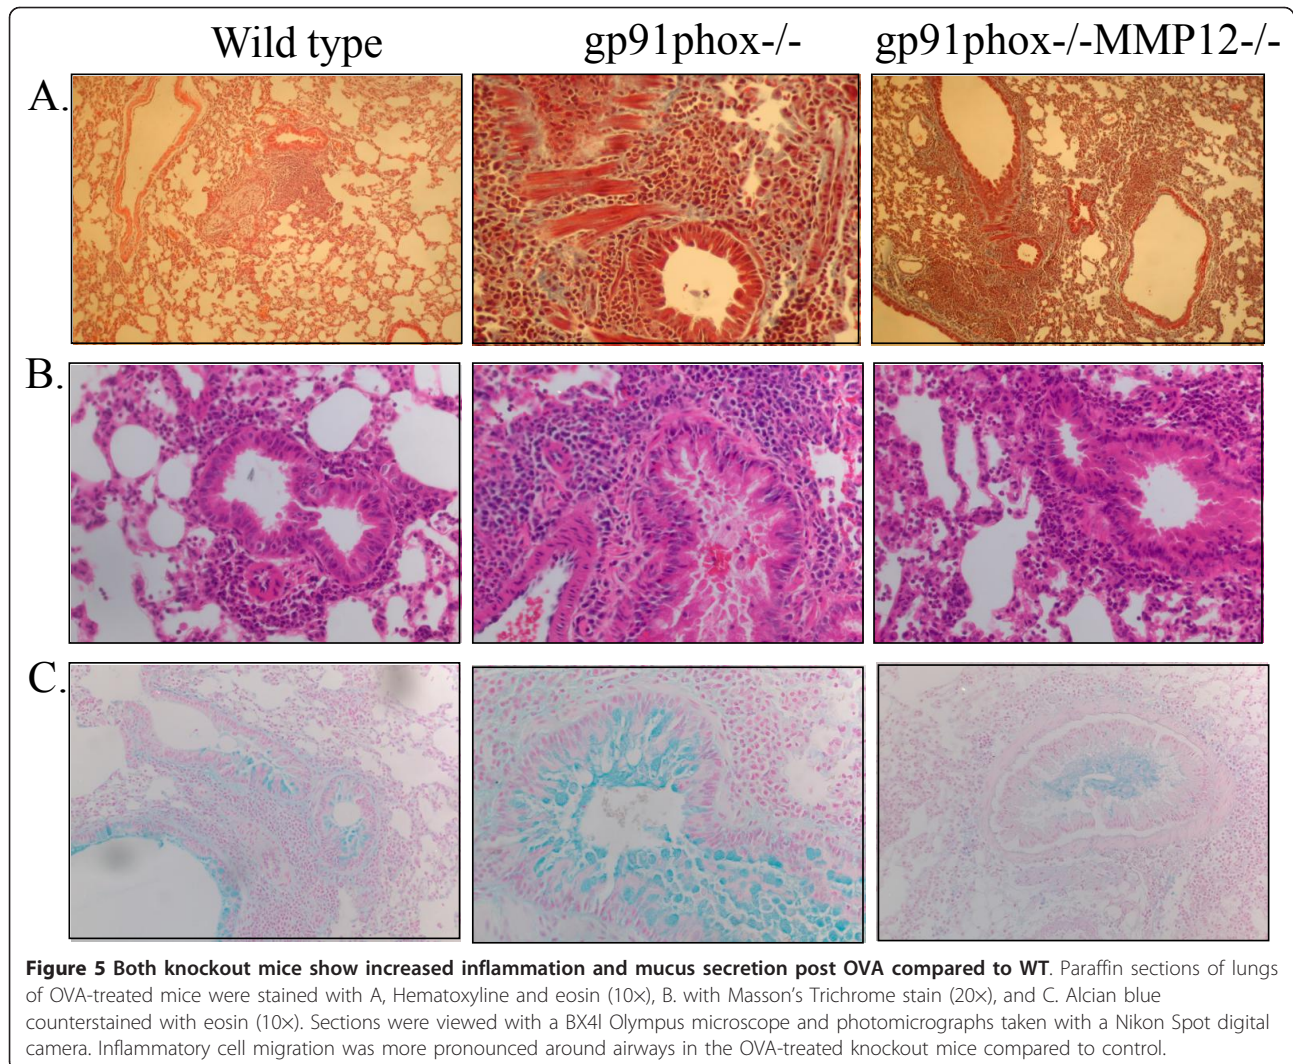 Wild type gp91phox-/- gp91phox-/-MMP12-/-
A.
B.
C.
Figure 5 Both knockout mice show increased inflammation and mucus secretion post OVA compared to WT. Paraffin sections of lungs
of OVA-treated mice were stained with A, Hematoxyline and eosin (10×), B. with Masson's Trichrome stain (20×), and C. Alcian blue
counterstained with eosin (10×). Sections were viewed with a BX4l Olympus microscope and photomicrographs taken with a Nikon Spot digital
camera. Inflammatory cell migration was more pronounced around airways in the OVA-treated knockout mice compared to control.